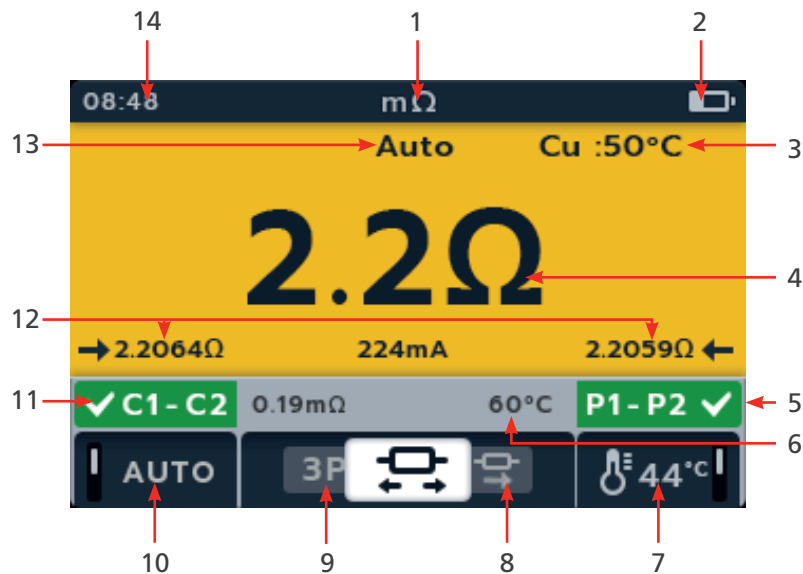 14 1 2
08:48 mΩ
13 Auto Cu :50°C 3
2.2Ω 4
12
➔2.2064Ω 224mA 2.2059Ω←
11 ✓C1-C2 0.19mΩ 60°C P1-P2 ✓ 5
6
AUTO 3P 44°C
10 9 8 7